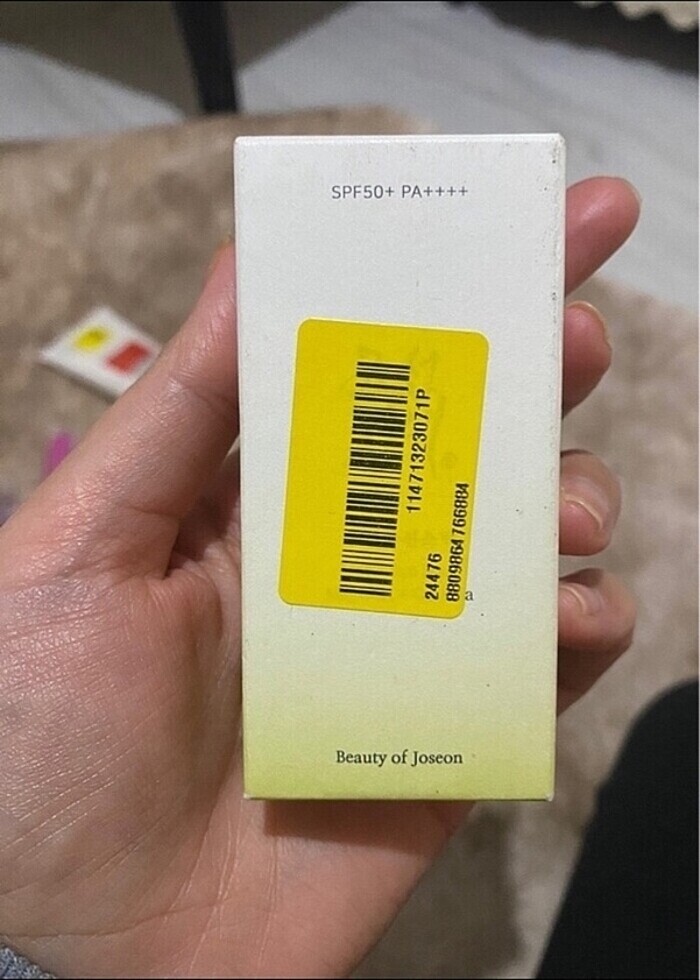 SPF50+ PA++++
11471323071P
24476
8809864766884
a
Beauty of Joseon